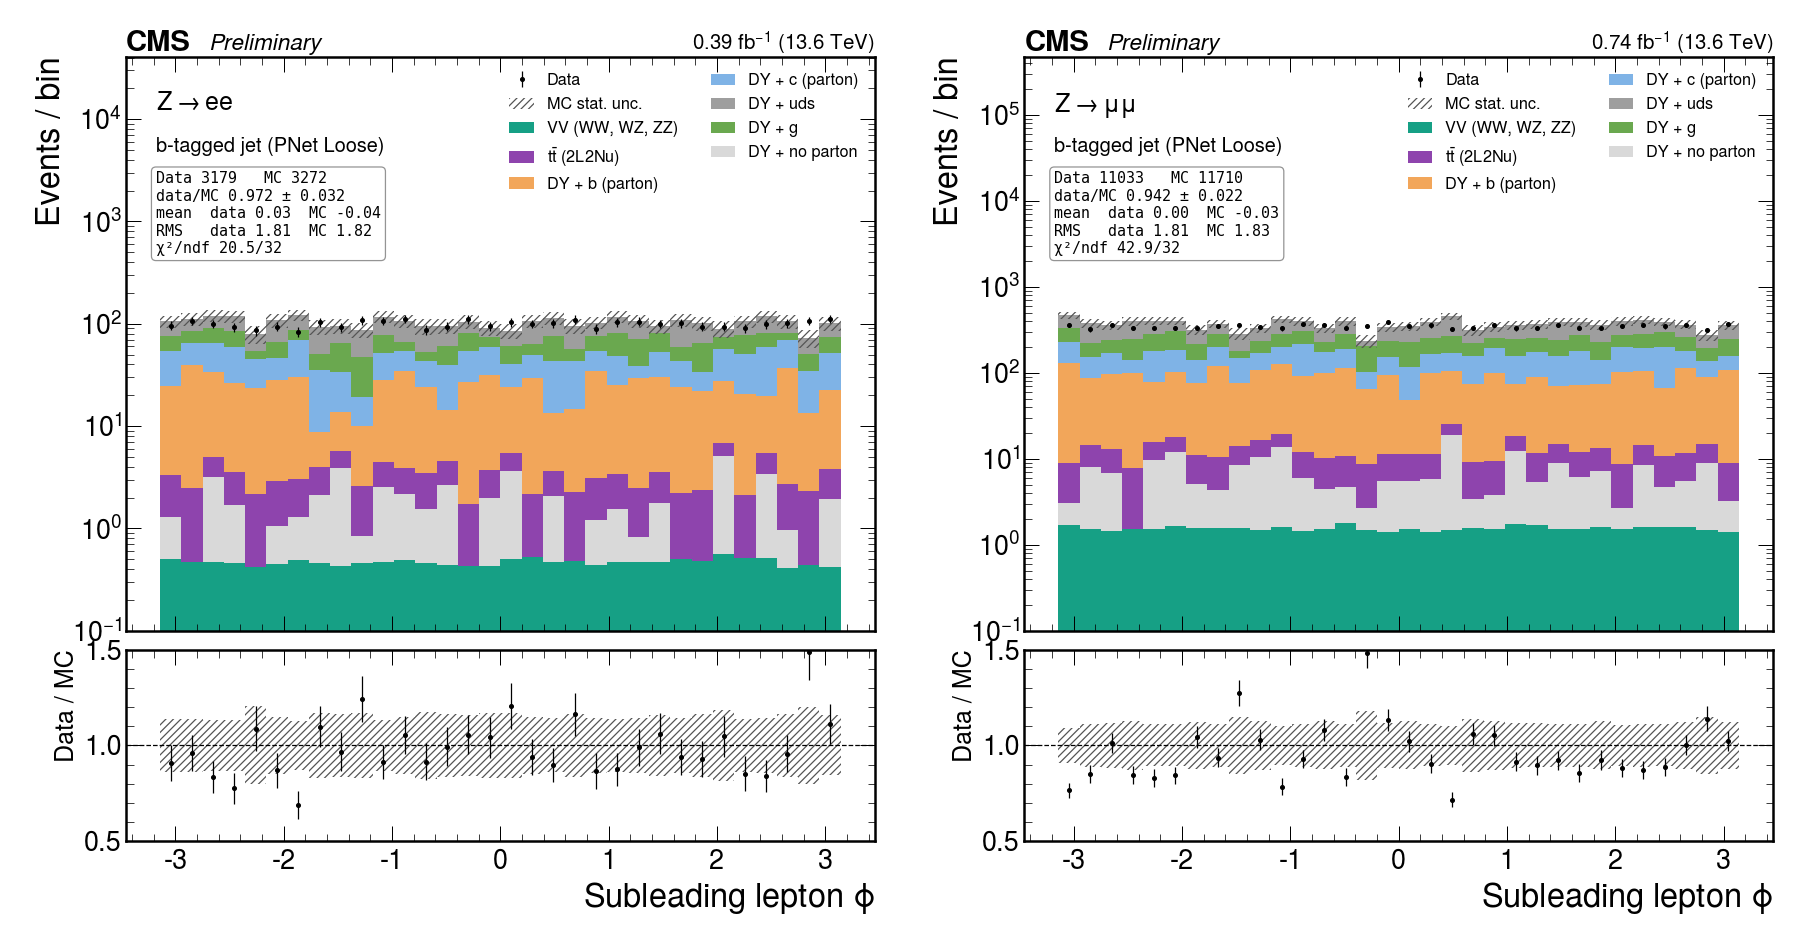 CMS Preliminary 0.39 fb⁻¹ (13.6 TeV)
Events / bin
Z → ee
b-tagged jet (PNet Loose)
Data 3179   MC 3272
data/MC 0.972 ± 0.032
mean  data 0.03  MC -0.04
RMS   data 1.81  MC 1.82
χ²/ndf 20.5/32
Data
MC stat. unc.
VV (WW, WZ, ZZ)
tt̄ (2L2Nu)
DY + b (parton)
DY + c (parton)
DY + uds
DY + g
DY + no parton
10⁴
10³
10²
10¹
10⁰
10⁻¹
Data / MC
1.5
1.0
0.5
-3 -2 -1 0 1 2 3
Subleading lepton ϕ
CMS Preliminary 0.74 fb⁻¹ (13.6 TeV)
Events / bin
Z → μμ
b-tagged jet (PNet Loose)
Data 11033   MC 11710
data/MC 0.942 ± 0.022
mean  data 0.00  MC -0.03
RMS   data 1.81  MC 1.83
χ²/ndf 42.9/32
Data
MC stat. unc.
VV (WW, WZ, ZZ)
tt̄ (2L2Nu)
DY + b (parton)
DY + c (parton)
DY + uds
DY + g
DY + no parton
10⁵
10⁴
10³
10²
10¹
10⁰
10⁻¹
Data / MC
1.5
1.0
0.5
-3 -2 -1 0 1 2 3
Subleading lepton ϕ